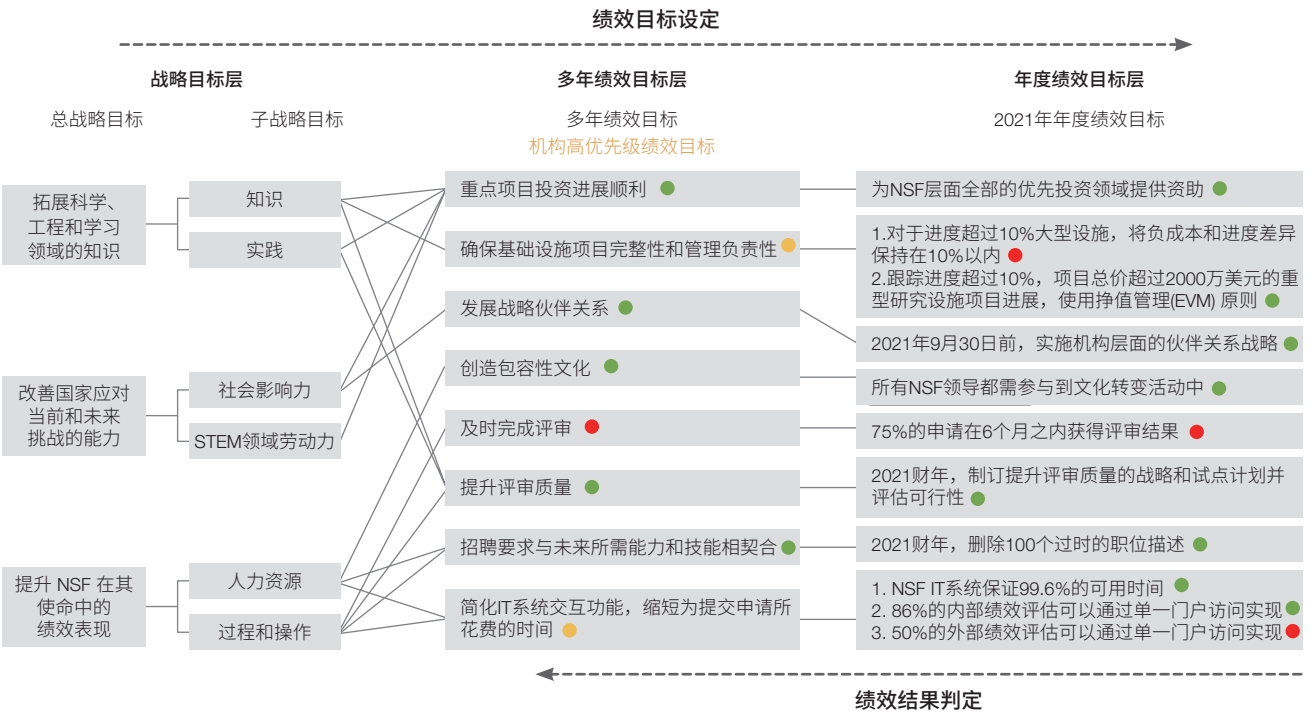 绩效目标设定
战略目标层
多年绩效目标层
年度绩效目标层
总战略目标
子战略目标
多年绩效目标
2021年年度绩效目标
机构高优先级绩效目标
拓展科学、
工程和学习
领域的知识
知识
实践
改善国家应对
当前和未来
挑战的能力
社会影响力
STEM领域劳动力
提升 NSF 在其
使命中的
绩效表现
人力资源
过程和操作
重点项目投资进展顺利
确保基础设施项目完整性和管理负责性
发展战略伙伴关系
创造包容性文化
及时完成评审
提升评审质量
招聘要求与未来所需能力和技能相契合
简化IT系统交互功能，缩短为提交申请所
花费的时间
为NSF层面全部的优先投资领域提供资助
1.对于进度超过10%大型设施，将负成本和进度差异
保持在10%以内
2.跟踪进度超过10%，项目总价超过2000万美元的重
型研究设施项目进展，使用挣值管理(EVM) 原则
2021年9月30日前，实施机构层面的伙伴关系战略
所有NSF领导都需参与到文化转变活动中
75%的申请在6个月之内获得评审结果
2021财年，制订提升评审质量的战略和试点计划并
评估可行性
2021财年，删除100个过时的职位描述
1. NSF IT系统保证99.6%的可用时间
2. 86%的内部绩效评估可以通过单一门户访问实现
3. 50%的外部绩效评估可以通过单一门户访问实现
绩效结果判定